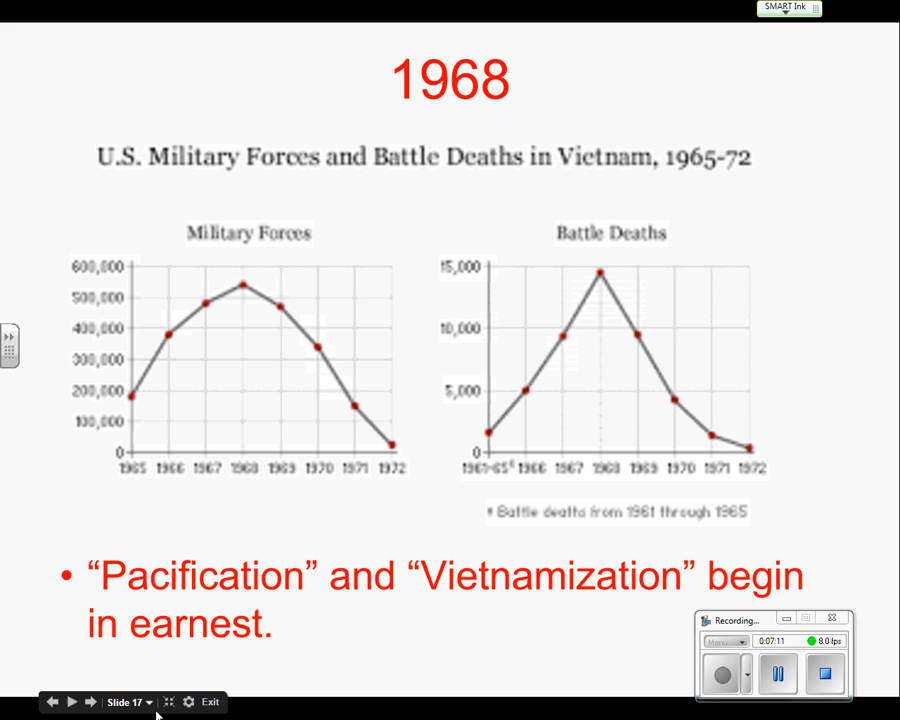 SMART Ink
1968
U.S. Military Forces and Battle Deaths in Vietnam, 1965-72
Military Forces
Battle Deaths
600,000
500,000
400,000
300,000
200,000
100,000
0
1965 1966 1967 1968 1969 1970 1971 1972
15,000
10,000
5,000
0
1961-65* 1966 1967 1968 1969 1970 1971 1972
* Battle deaths from 1961 through 1965
• “Pacification” and “Vietnamization” begin
in earnest.
Recording...
Menu
0:07:11
8.0 fps
Slide 17
Exit